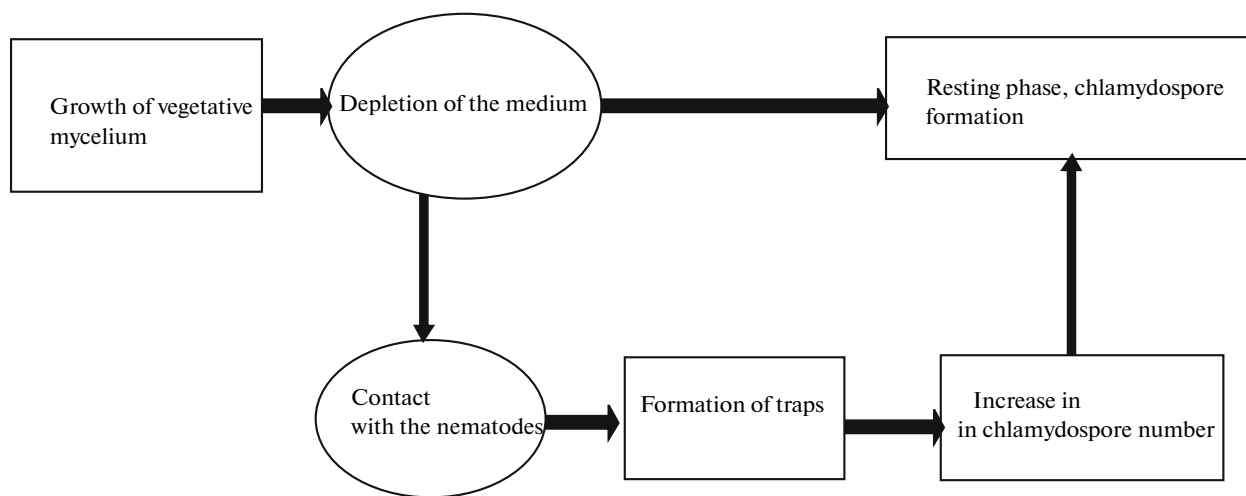 Growth of vegetative
mycelium
Depletion of the medium
Resting phase, chlamydospore
formation
Contact
with the nematodes
Formation of traps
Increase in
in chlamydospore number